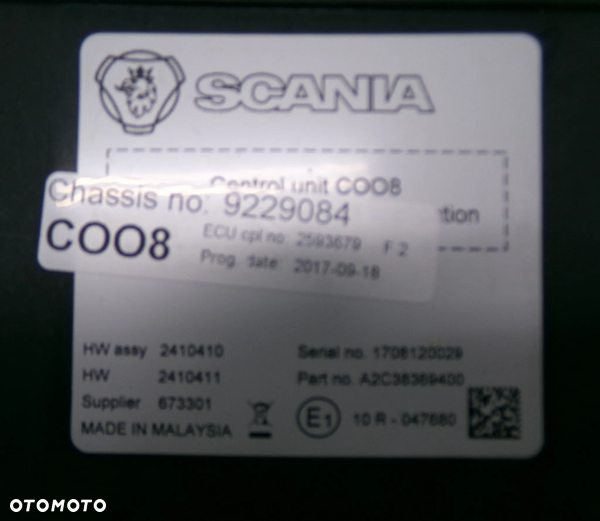 SCANIA
Control unit COO8
Chassis no: 9229084
COO8
ECU cpl no: 2593679 F 2
Prog. date: 2017-09-18
HW assy 2410410
HW 2410411
Supplier 673301
MADE IN MALAYSIA
Serial no. 1708120029
Part no. A2C38369400
E1
10 R - 047680
OTOMOTO